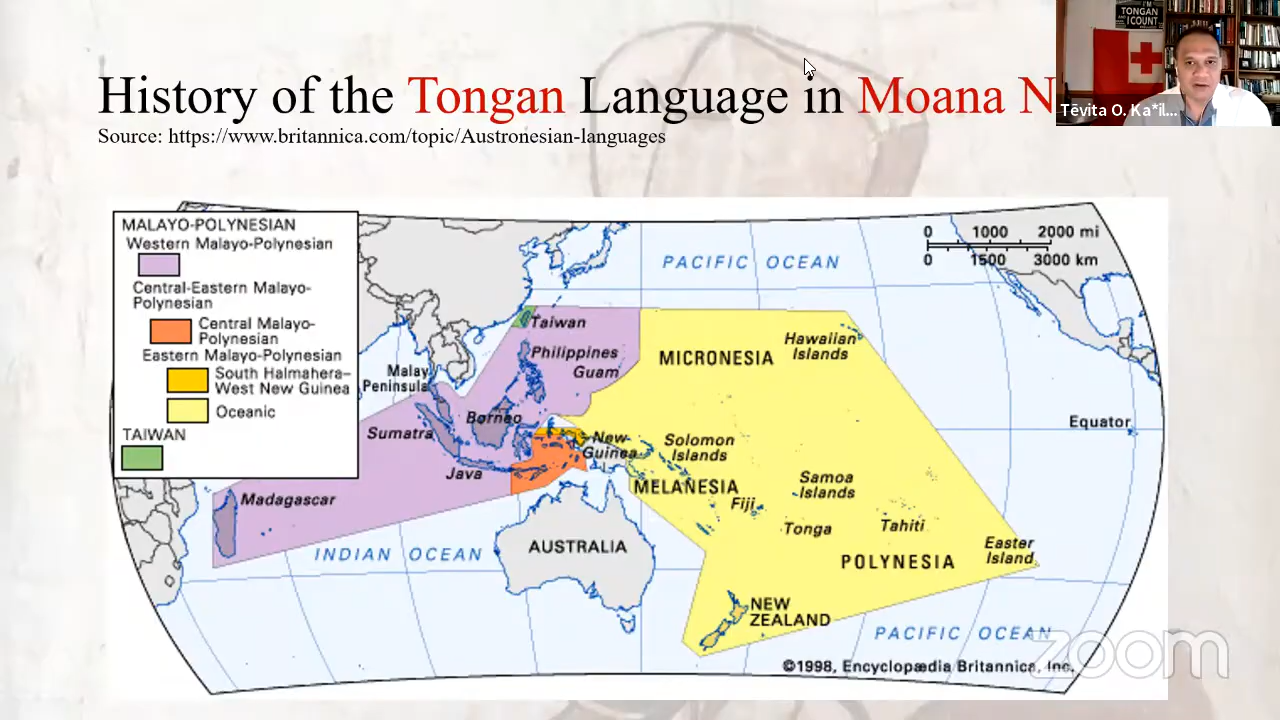 History of the Tongan Language in Moana N
Source: https://www.britannica.com/topic/Austronesian-languages
I'M
TONGAN
I COUNT
Tēvita O. Ka*il...
MALAYO-POLYNESIAN
Western Malayo-Polynesian
Central-Eastern Malayo-
Polynesian
Central Malayo-
Polynesian
Eastern Malayo-Polynesian
South Halmahera–
West New Guinea
Oceanic
TAIWAN
0 1000 2000 mi
0 1500 3000 km
PACIFIC OCEAN
Taiwan
Philippines
Guam
Malay
Peninsula
MICRONESIA
Hawaiian
Islands
Borneo
Sumatra
Java
New
Guinea
Solomon
Islands
Equator
MELANESIA
Fiji
Samoa
Islands
Madagascar
Tonga
Tahiti
Easter
Island
INDIAN OCEAN
AUSTRALIA
POLYNESIA
NEW
ZEALAND
PACIFIC OCEAN
zoom
©1998, Encyclopædia Britannica, Inc.